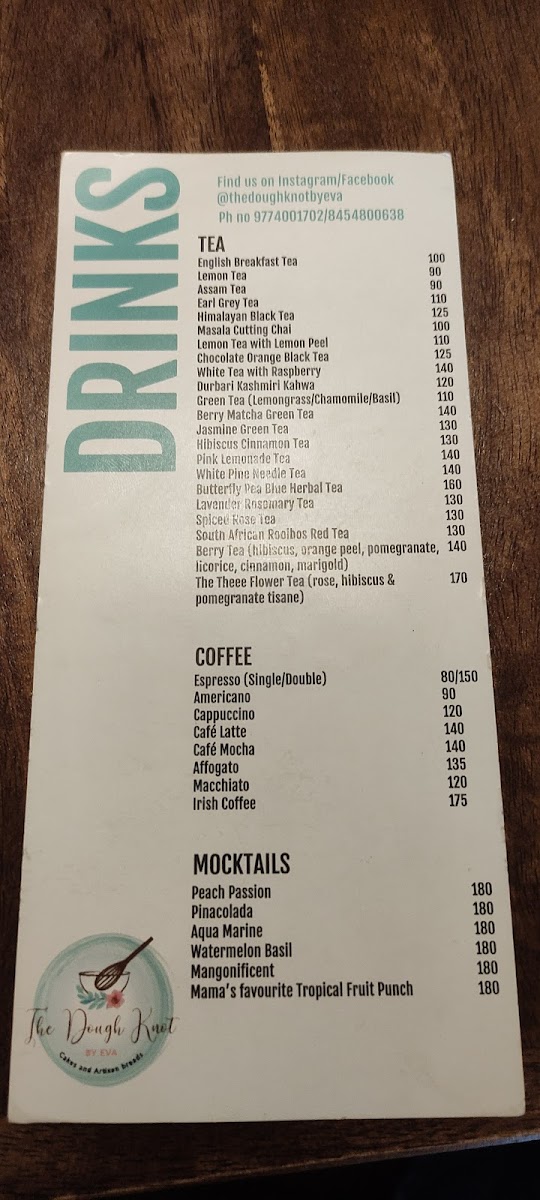 DRINKS
Find us on Instagram/Facebook
@thedoughknotbyeva
Ph no 9774001702/8454800638
TEA
English Breakfast Tea 100
Lemon Tea 90
Assam Tea 90
Earl Grey Tea 110
Himalayan Black Tea 125
Masala Cutting Chai 100
Lemon Tea with Lemon Peel 110
Chocolate Orange Black Tea 125
White Tea with Raspberry 140
Durbari Kashmiri Kahwa 120
Green Tea (Lemongrass/Chamomile/Basil) 110
Berry Matcha Green Tea 140
Jasmine Green Tea 130
Hibiscus Cinnamon Tea 130
Pink Lemonade Tea 140
White Pine Needle Tea 140
Butterfly Pea Blue Herbal Tea 160
Lavender Rosemary Tea 130
Spiced Rose Tea 130
South African Rooibos Red Tea 130
Berry Tea (hibiscus, orange peel, pomegranate, 140
licorice, cinnamon, marigold)
The Theee Flower Tea (rose, hibiscus & 170
pomegranate tisane)
COFFEE
Espresso (Single/Double) 80/150
Americano 90
Cappuccino 120
Café Latte 140
Café Mocha 140
Affogato 135
Macchiato 120
Irish Coffee 175
MOCKTAILS
Peach Passion 180
Pinacolada 180
Aqua Marine 180
Watermelon Basil 180
Mangonificent 180
Mama's favourite Tropical Fruit Punch 180
The Dough Knot
BY EVA
Cakes and Artisan breads